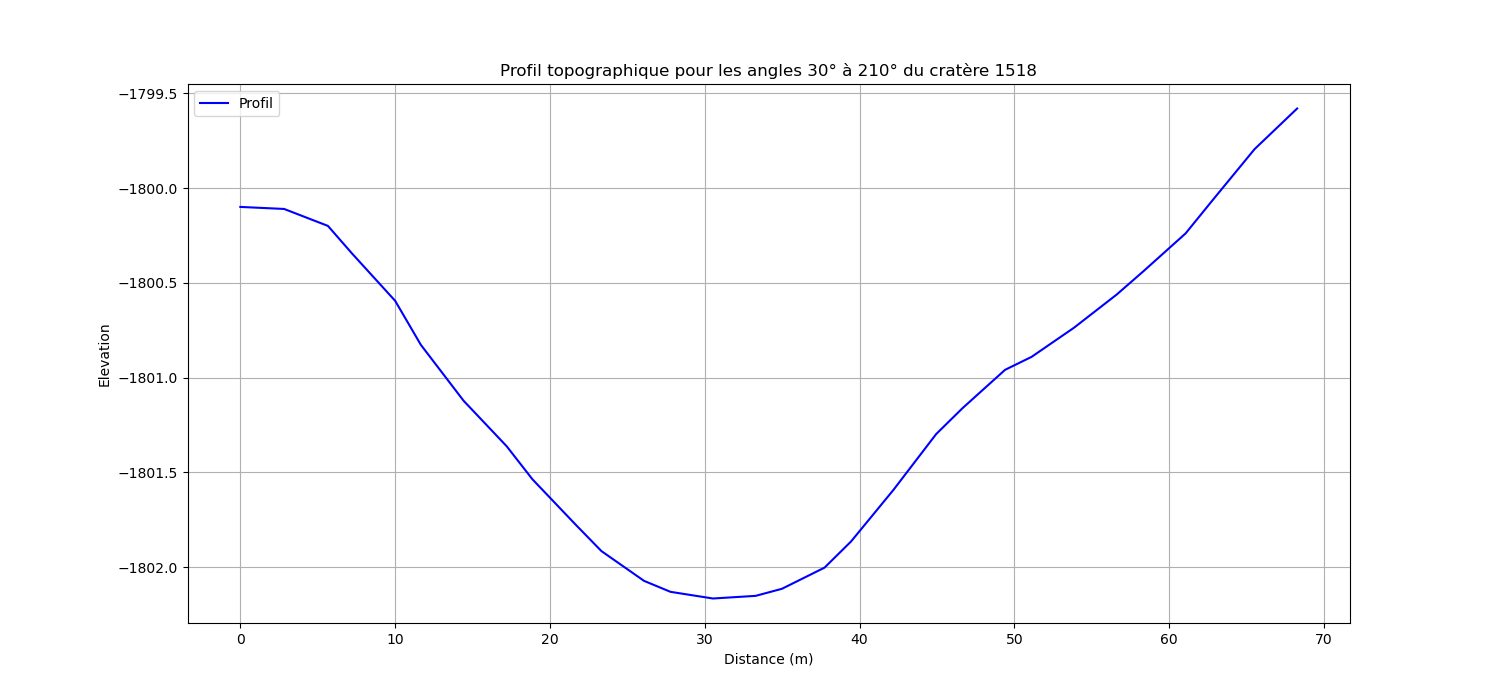 Profil topographique pour les angles 30° à 210° du cratère 1518
Profil
−1799.5
−1800.0
−1800.5
−1801.0
−1801.5
−1802.0
Elevation
0 10 20 30 40 50 60 70
Distance (m)